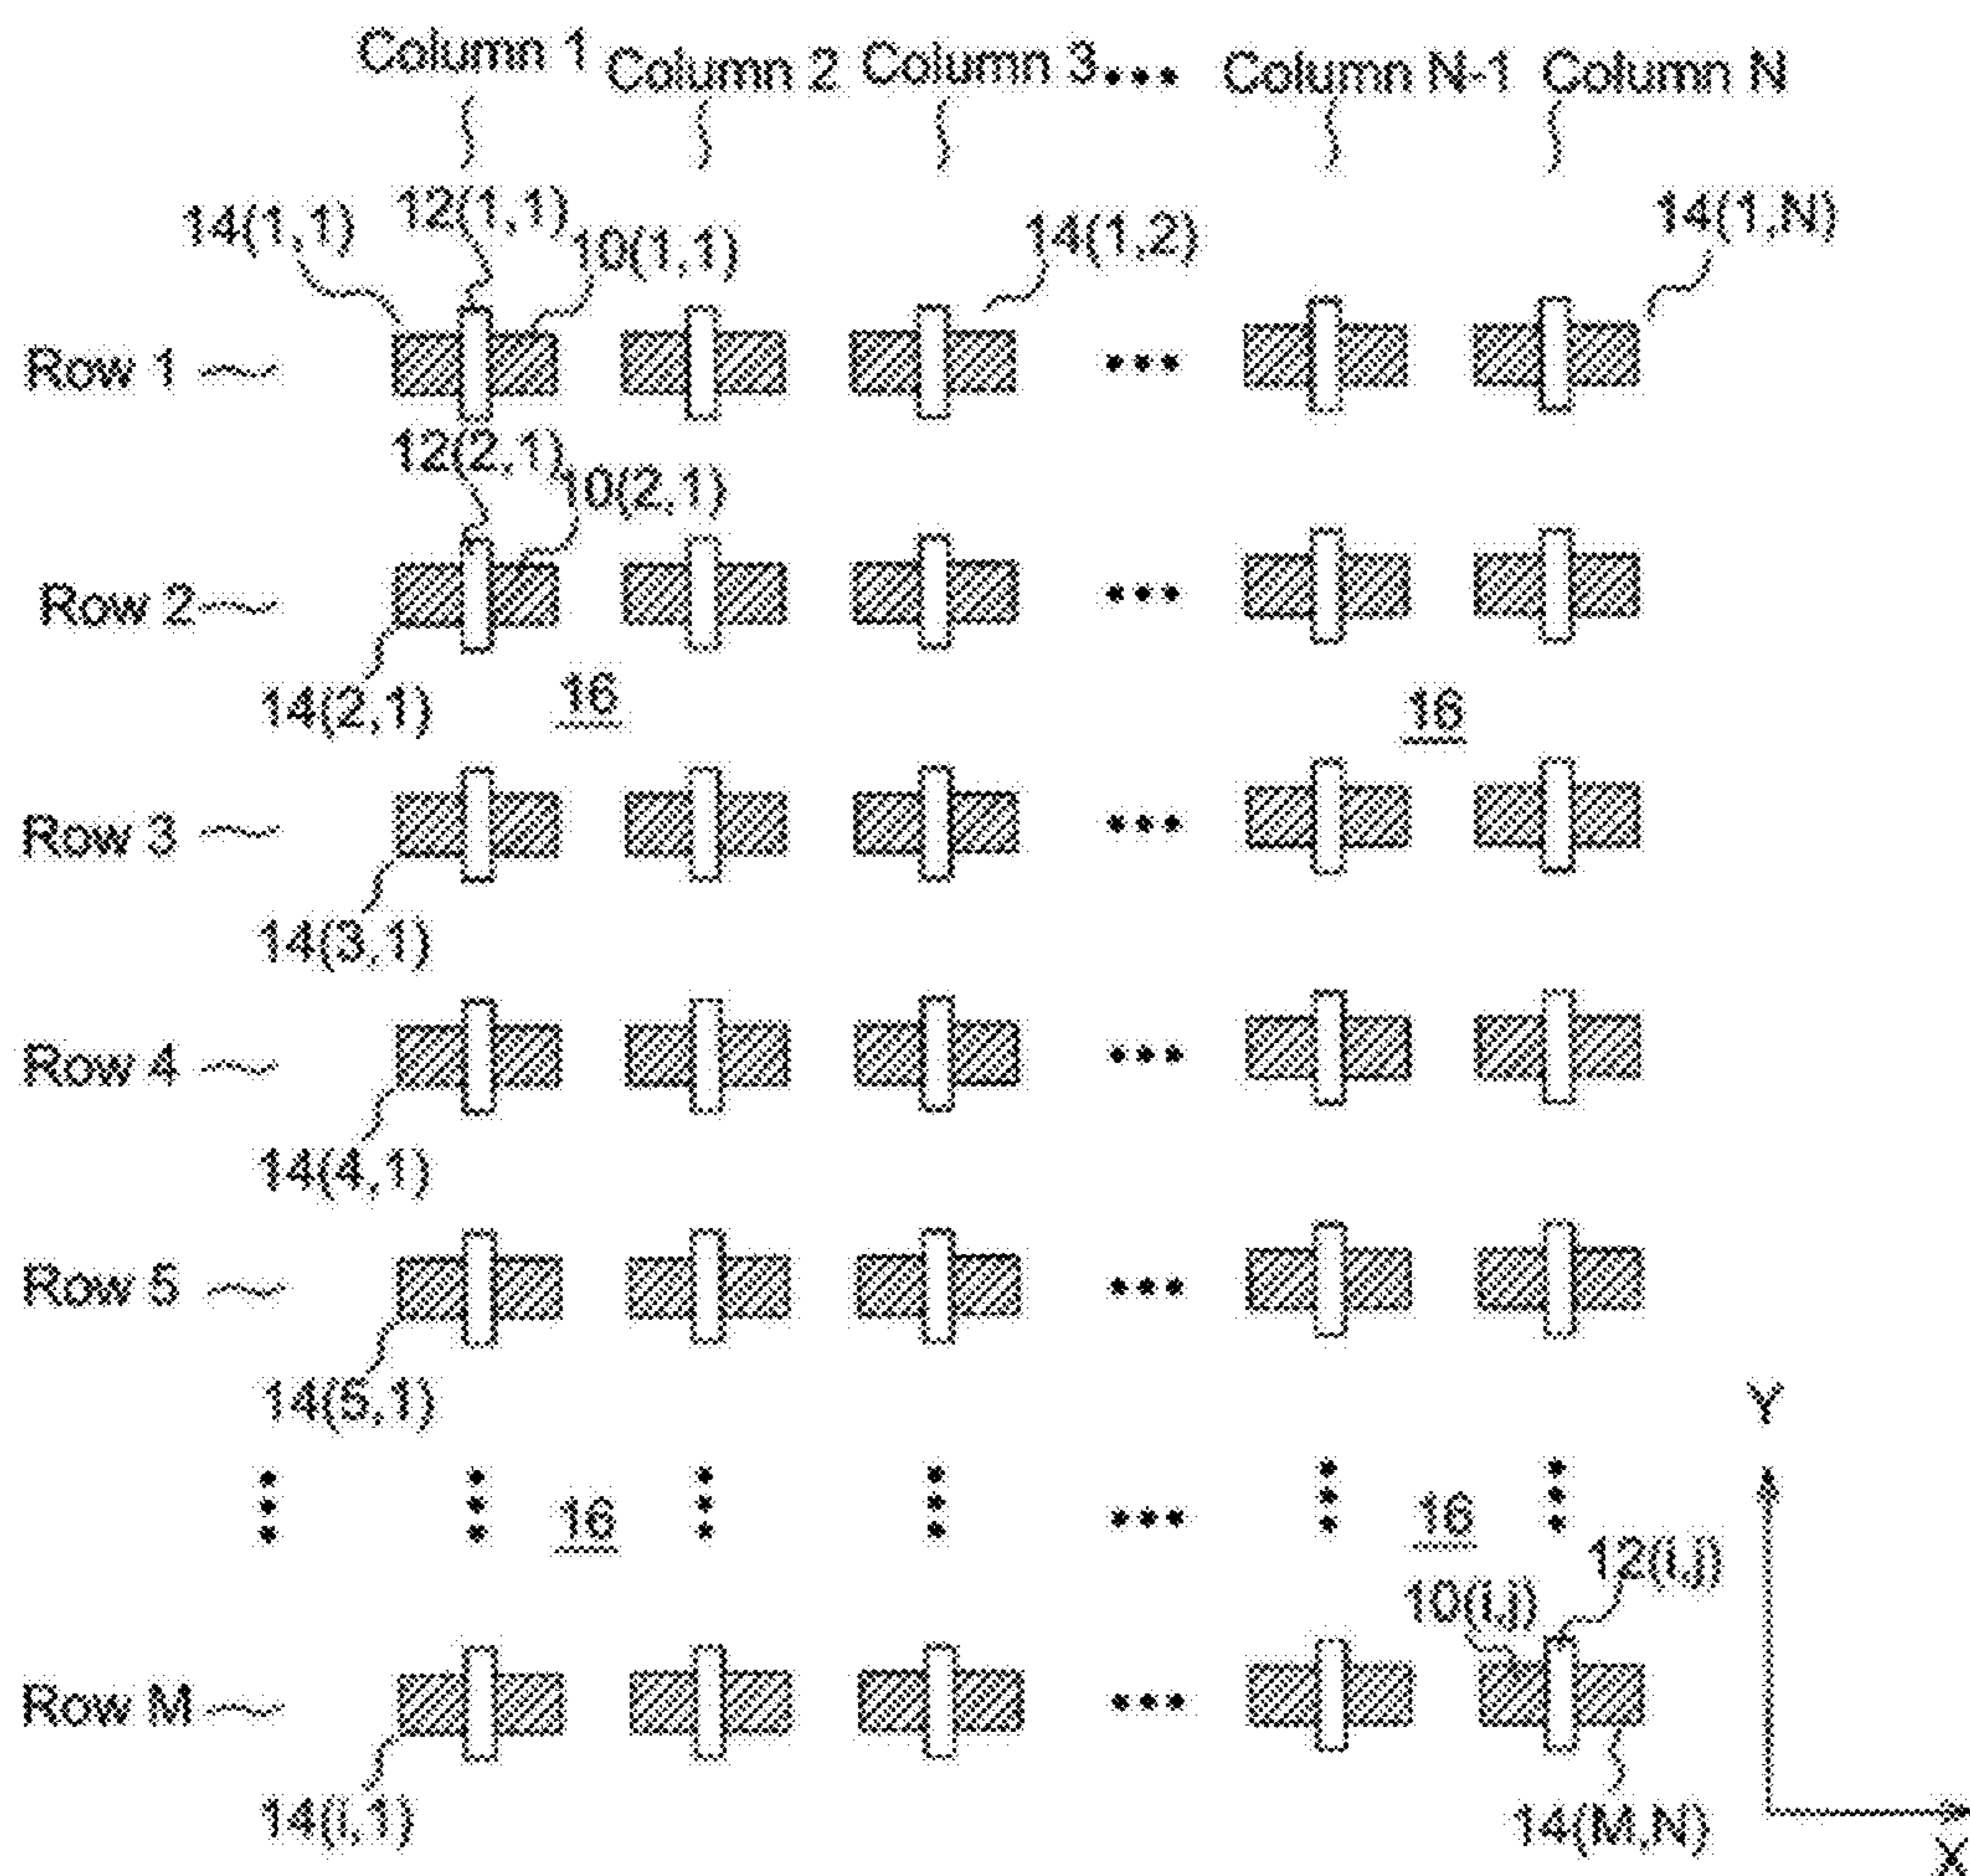 Column 1 Column 2 Column 3 ••• Column N-1 Column N
14(1,1) 12(1,1) 10(1,1) 14(1,2) 14(1,N)
Row 1 •••
12(2,1) 10(2,1)
Row 2 •••
14(2,1) 16 16
Row 3 •••
14(3,1)
Row 4 •••
14(4,1)
Row 5 •••
14(5,1)
Y
16 ••• 16 12(i,j)
10(i,j)
Row M •••
14(i,1) 14(M,N)
X